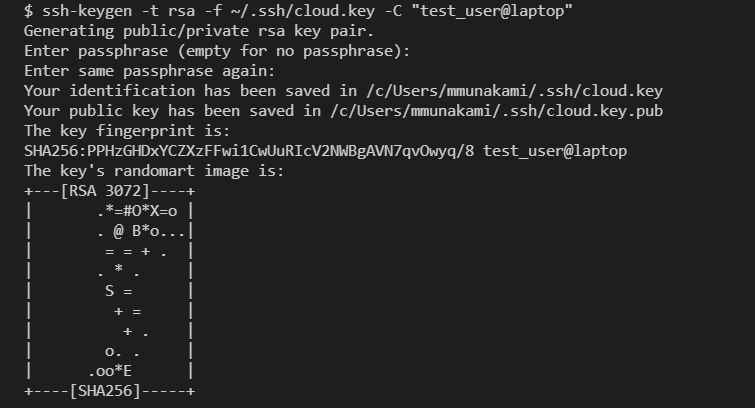 $ ssh-keygen -t rsa -f ~/.ssh/cloud.key -C "test_user@laptop"
Generating public/private rsa key pair.
Enter passphrase (empty for no passphrase):
Enter same passphrase again:
Your identification has been saved in /c/Users/mmunakami/.ssh/cloud.key
Your public key has been saved in /c/Users/mmunakami/.ssh/cloud.key.pub
The key fingerprint is:
SHA256:PPHzGHDxYCZXzFFwi1CwUuRIcV2NWBgAVN7qvOwyq/8 test_user@laptop
The key's randomart image is:
+---[RSA 3072]----+
|       .*=#O*X=o |
|       . @ B*o...|
|        = = + .  |
|       . * .     |
|        S =      |
|         + =     |
|          + .    |
|        o. .     |
|      .oo*E      |
+----[SHA256]-----+